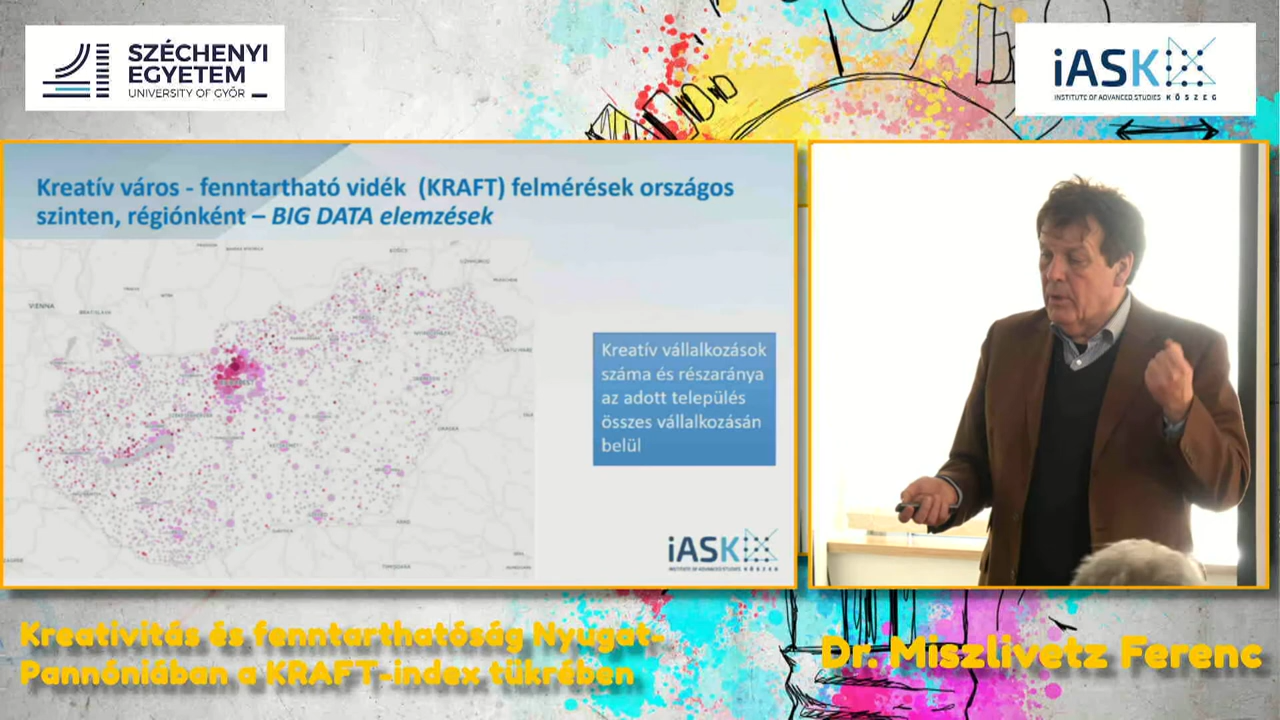 SZÉCHENYI
EGYETEM
UNIVERSITY OF GYŐR
iASK
INSTITUTE OF ADVANCED STUDIES KŐSZEG
Kreatív város - fenntartható vidék (KRAFT) felmérések országos
szinten, régiónként – BIG DATA elemzések
VIENNA
BRATISLAVA
Kreatív vállalkozások
száma és részaránya
az adott település
összes vállalkozásán
belül
iASK
INSTITUTE OF ADVANCED STUDIES KŐSZEG
Kreativitás és fenntarthatóság Nyugat-
Pannóniában a KRAFT-index tükrében
Dr. Miszlivetz Ferenc